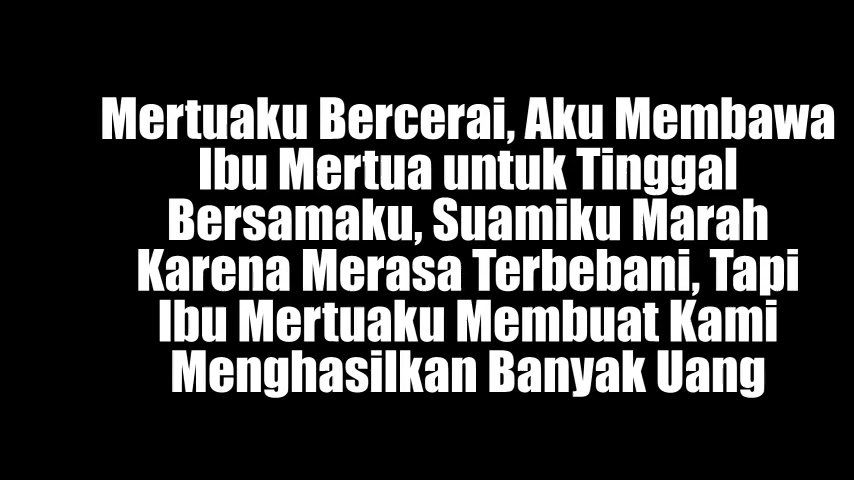 Mertuaku Bercerai, Aku Membawa
Ibu Mertua untuk Tinggal
Bersamaku, Suamiku Marah
Karena Merasa Terbebani, Tapi
Ibu Mertuaku Membuat Kami
Menghasilkan Banyak Uang